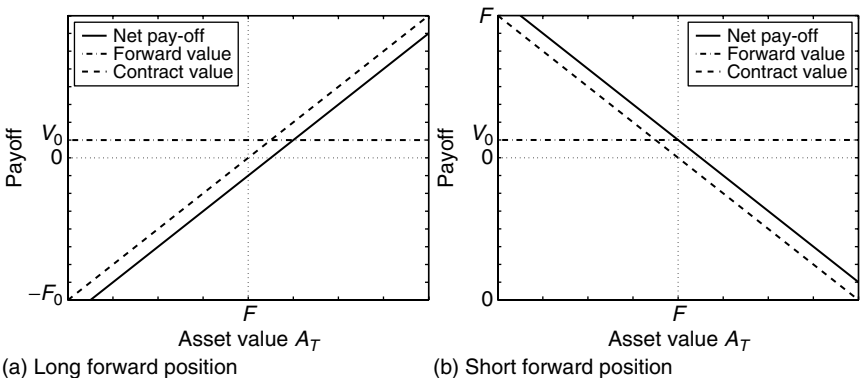 Net pay-off
Forward value
Contract value
V0
0
−F0
Payoff
F
Asset value AT
(a) Long forward position
F
Net pay-off
Forward value
Contract value
V0
0
0
Payoff
F
Asset value AT
(b) Short forward position